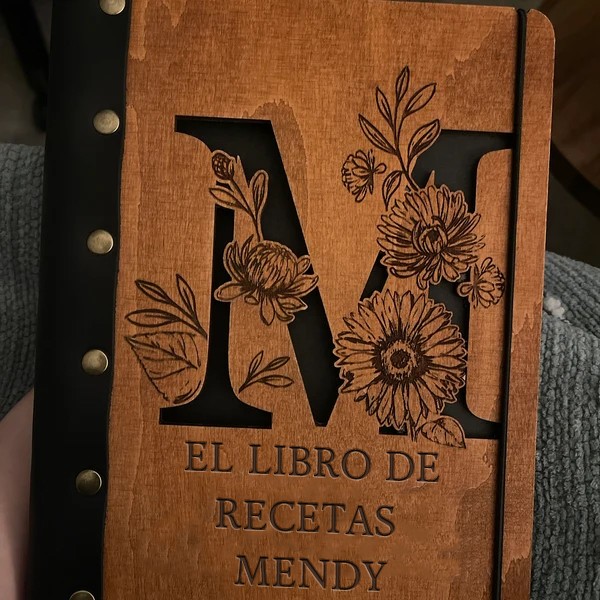 M
EL LIBRO DE
RECETAS
MENDY